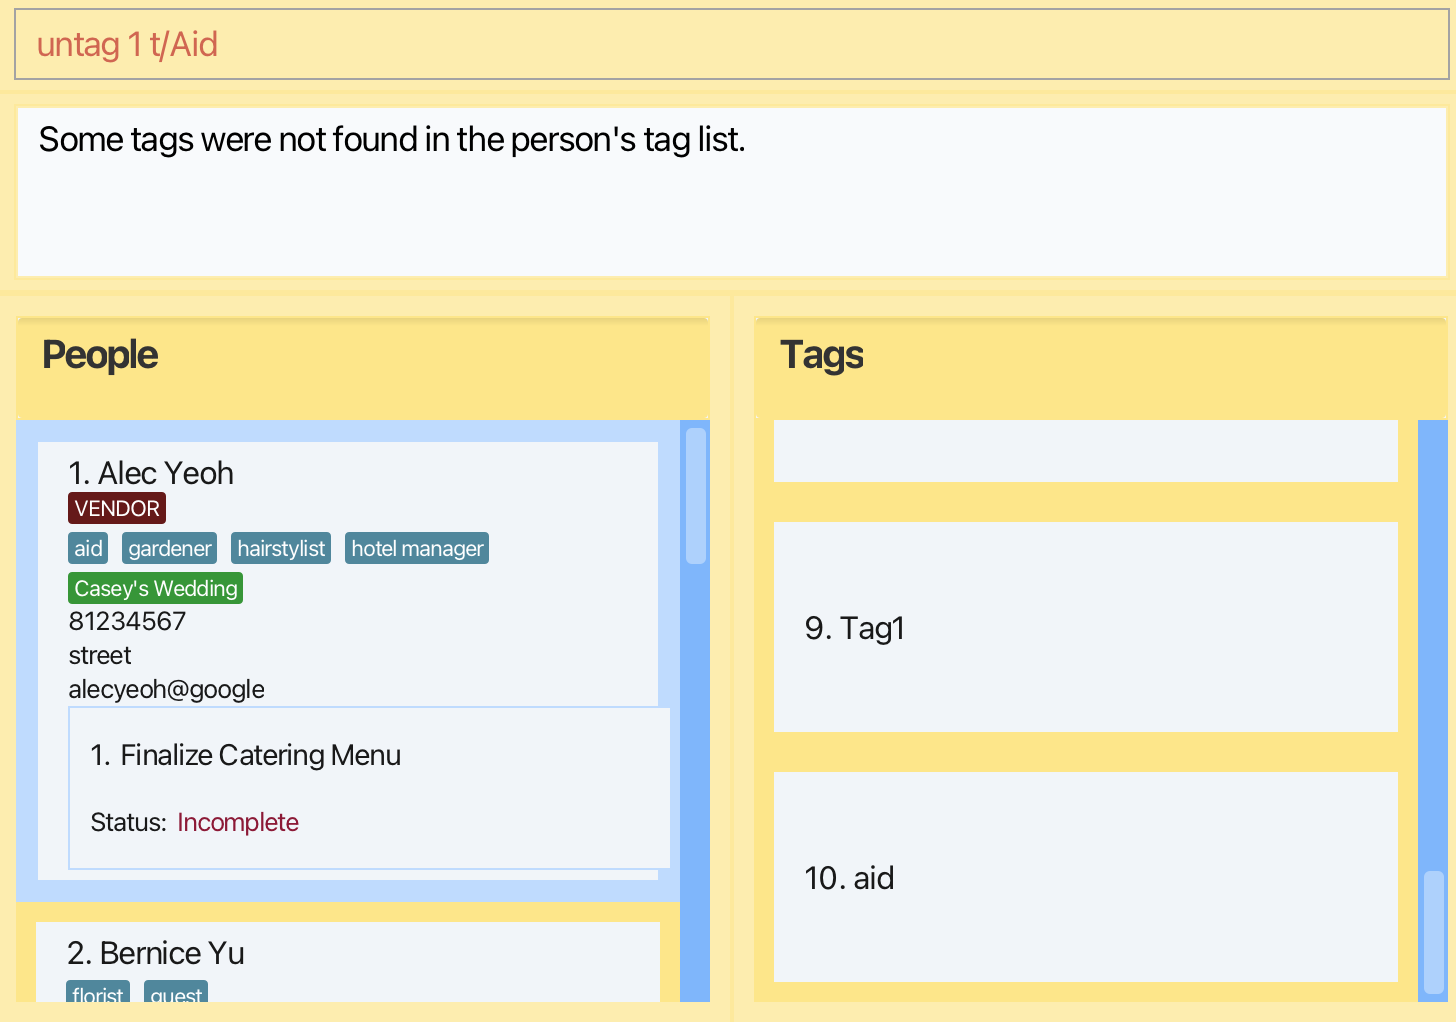 untag 1 t/Aid
Some tags were not found in the person's tag list.
People
1. Alec Yeoh
VENDOR
aid gardener hairstylist hotel manager
Casey's Wedding
81234567
street
alecyeoh@google
1. Finalize Catering Menu
Status: Incomplete
2. Bernice Yu
florist guest
Tags
9. Tag1
10. aid